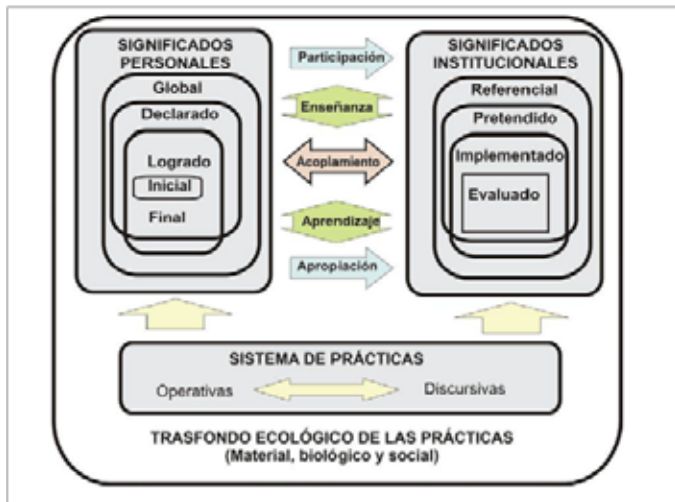 SIGNIFICADOS
PERSONALES
Global
Declarado
Logrado
Inicial
Final
Participación
Enseñanza
Acoplamiento
Aprendizaje
Apropiación
SIGNIFICADOS
INSTITUCIONALES
Referencial
Pretendido
Implementado
Evaluado
SISTEMA DE PRÁCTICAS
Operativas
Discursivas
TRASFONDO ECOLÓGICO DE LAS PRÁCTICAS
(Material, biológico y social)